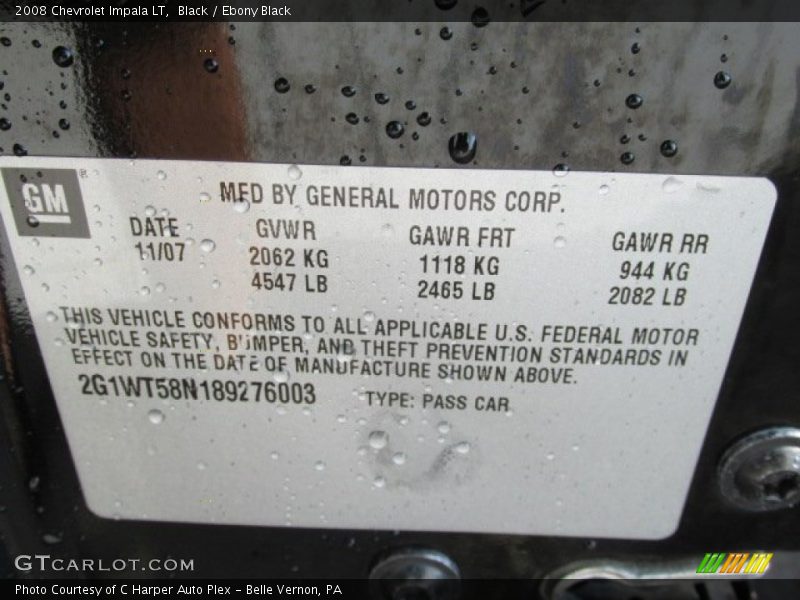 2008 Chevrolet Impala LT,  Black / Ebony Black
GM ®
MFD BY GENERAL MOTORS CORP.
DATE GVWR GAWR FRT GAWR RR
11/07 2062 KG 1118 KG 944 KG
4547 LB 2465 LB 2082 LB
THIS VEHICLE CONFORMS TO ALL APPLICABLE U.S. FEDERAL MOTOR
VEHICLE SAFETY, BUMPER, AND THEFT PREVENTION STANDARDS IN
EFFECT ON THE DATE OF MANUFACTURE SHOWN ABOVE.
2G1WT58N189276003 TYPE: PASS CAR
GTCARLOT.COM
Photo Courtesy of C Harper Auto Plex - Belle Vernon, PA